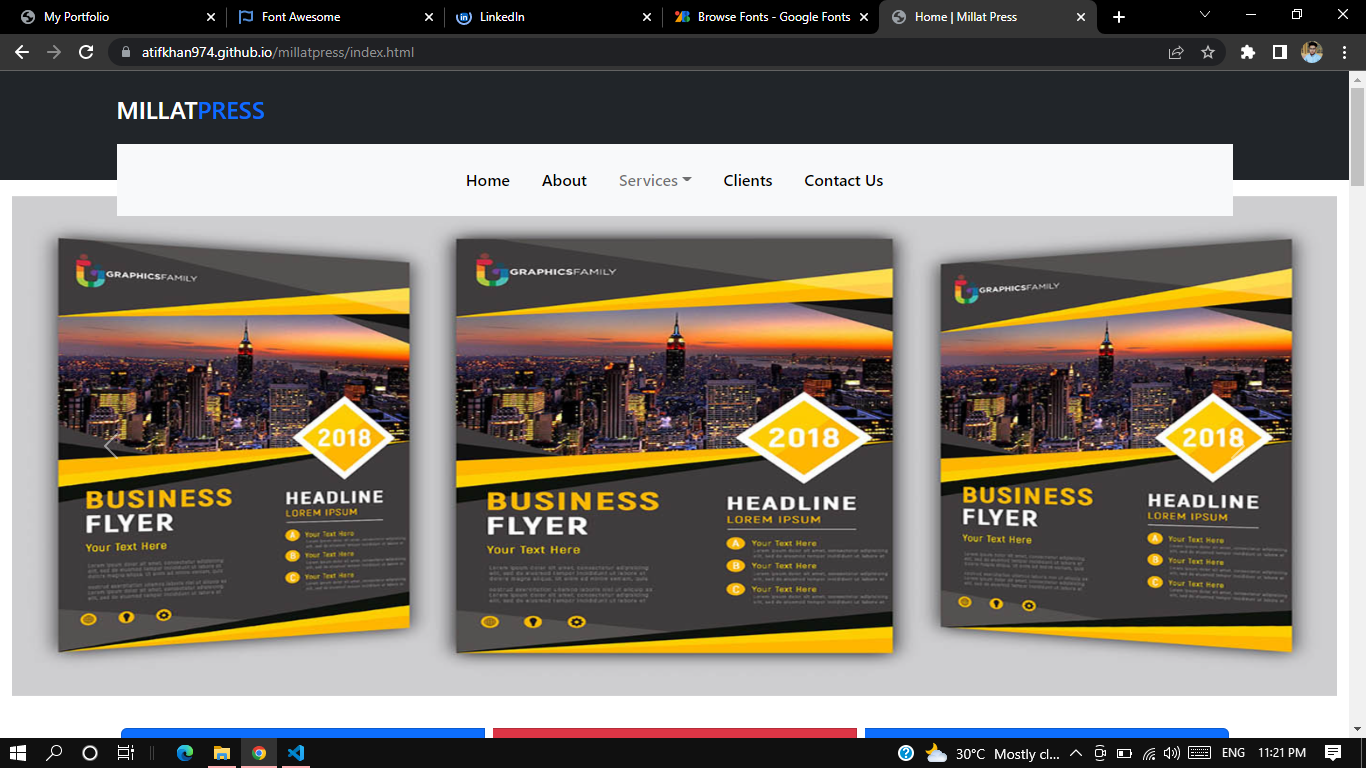 My Portfolio
Font Awesome
LinkedIn
Browse Fonts - Google Fonts
Home | Millat Press
atifkhan974.github.io/millatpress/index.html
MILLATPRESS
Home About Services Clients Contact Us
GRAPHICSFAMILY
2018
BUSINESS
FLYER
Your Text Here
HEADLINE
LOREM IPSUM
A Your Text Here
B Your Text Here
C Your Text Here
GRAPHICSFAMILY
2018
BUSINESS
FLYER
Your Text Here
HEADLINE
LOREM IPSUM
A Your Text Here
B Your Text Here
C Your Text Here
GRAPHICSFAMILY
2018
BUSINESS
FLYER
Your Text Here
HEADLINE
LOREM IPSUM
A Your Text Here
B Your Text Here
C Your Text Here
30°C Mostly cl... ENG 11:21 PM